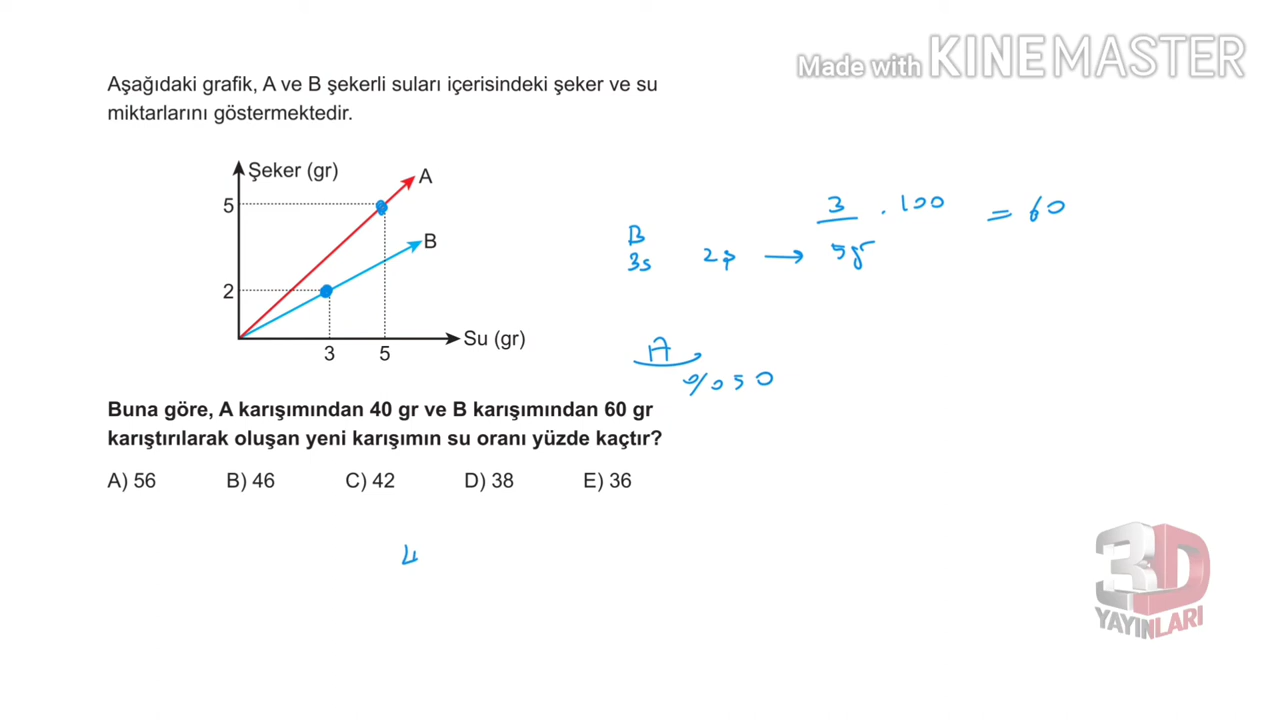 Made with KINEMASTER
Aşağıdaki grafik, A ve B şekerli suları içerisindeki şeker ve su
miktarlarını göstermektedir.
Şeker (gr)
A
5
B
2
Su (gr)
3 5
3 . 100 = 60
5gr
B
3s 2ş →
A
%50
Buna göre, A karışımından 40 gr ve B karışımından 60 gr
karıştırılarak oluşan yeni karışımın su oranı yüzde kaçtır?
A) 56 B) 46 C) 42 D) 38 E) 36
4
3D
YAYINLARI